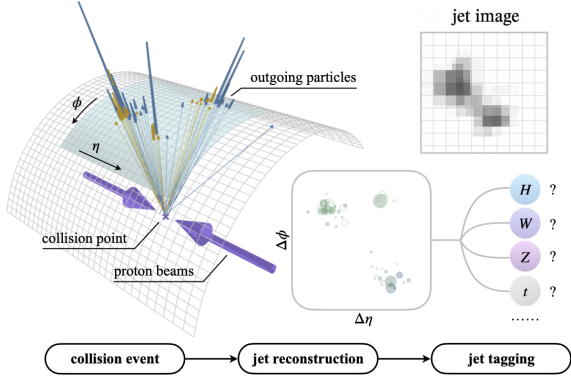 jet image
outgoing particles
ϕ
η
collision point
proton beams
Δϕ
Δη
H ?
W ?
Z ?
t ?
......
collision event
jet reconstruction
jet tagging